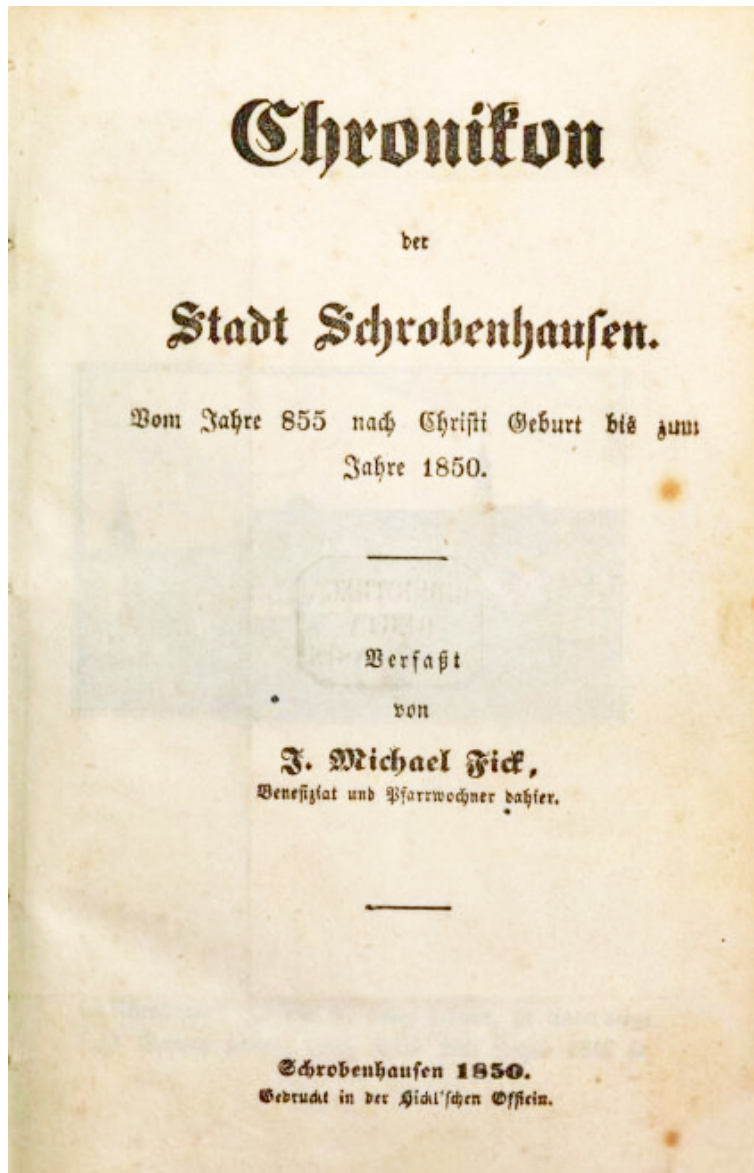 Chronikon
der
Stadt Schrobenhausen.
Vom Jahre 855 nach Christi Geburt bis zum
Jahre 1850.
Verfaßt
von
J. Michael Fick,
Benefiziat und Pfarrwochner dahier.
Schrobenhausen 1850.
Gedruckt in der Hickl'schen Offizin.